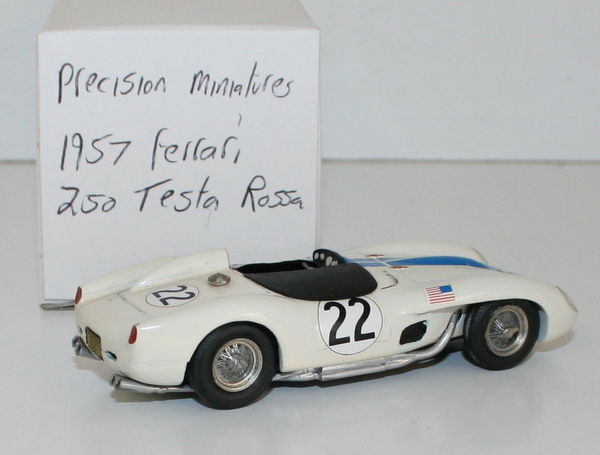 Precision Miniatures
1957 Ferrari
250 Testa Rossa
22
22